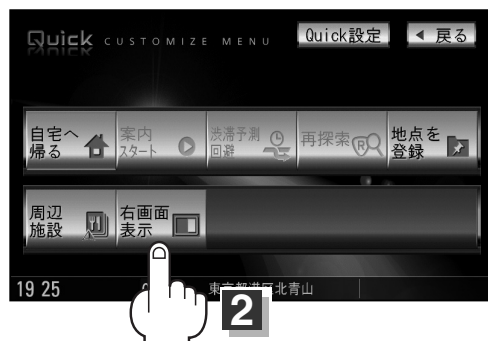 Quick CUSTOMIZE MENU
Quick設定
戻る
自宅へ
帰る
案内
スタート
渋滞予測
回避
再探索
R
地点を
登録
周辺
施設
右画面
表示
19 25
東京都港区北青山
2